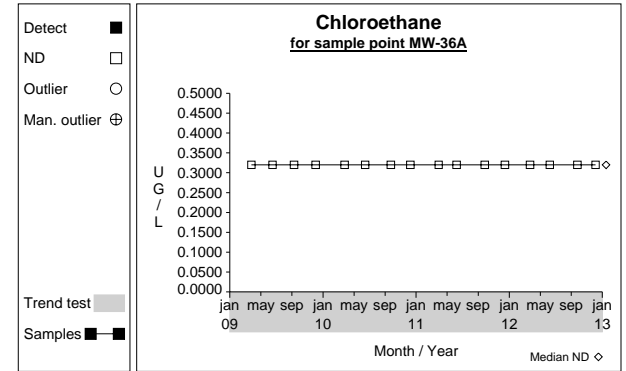 Detect
ND
Outlier
Man. outlier
Trend test
Samples
Chloroethane
for sample point MW-36A
U
G
/
L
0.5000
0.4500
0.4000
0.3500
0.3000
0.2500
0.2000
0.1500
0.1000
0.0500
0.0000
jan may sep jan may sep jan may sep jan may sep jan
09 10 11 12 13
Month / Year
Median ND